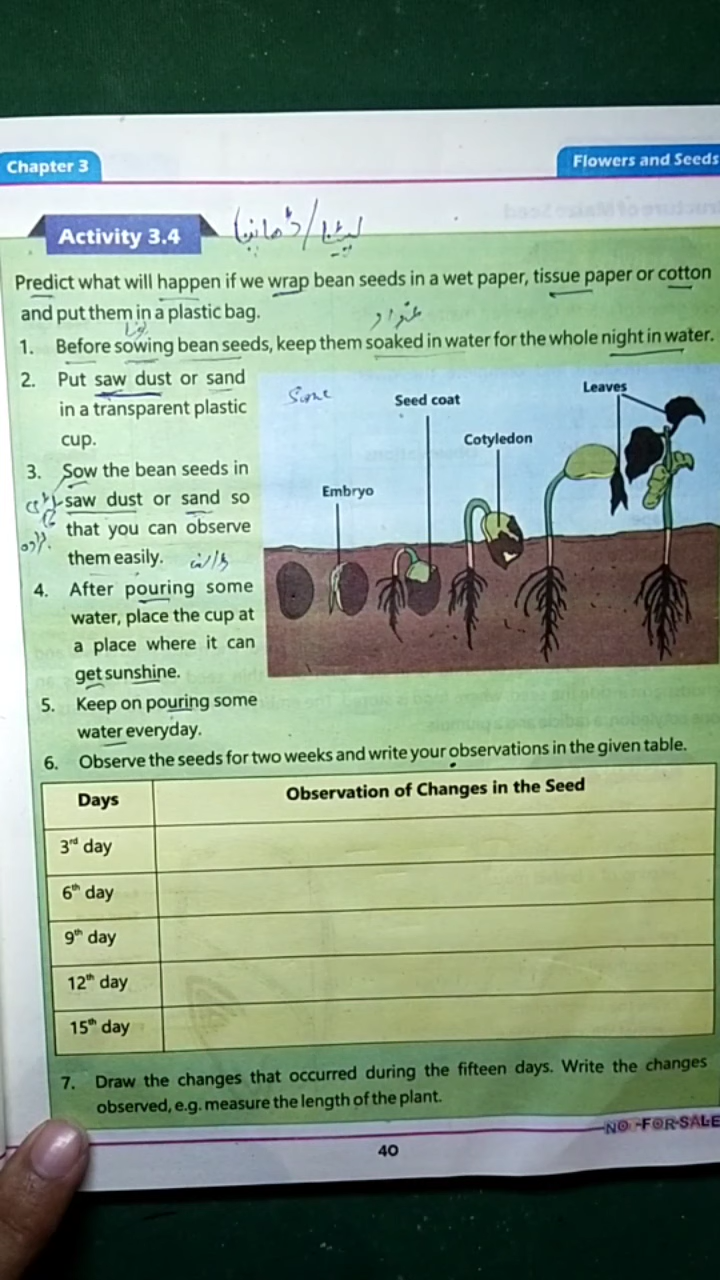 Chapter 3
Flowers and Seeds
Activity 3.4
لپیٹنا/ڈھانپنا
Predict what will happen if we wrap bean seeds in a wet paper, tissue paper or cotton
and put them in a plastic bag.
1. Before sowing bean seeds, keep them soaked in water for the whole night in water.
2. Put saw dust or sand
in a transparent plastic
cup.
3. Sow the bean seeds in
saw dust or sand so
that you can observe
them easily.
4. After pouring some
water, place the cup at
a place where it can
get sunshine.
5. Keep on pouring some
water everyday.
Seed coat
Leaves
Cotyledon
Embryo
6. Observe the seeds for two weeks and write your observations in the given table.
Days
Observation of Changes in the Seed
3rd day
6th day
9th day
12th day
15th day
7. Draw the changes that occurred during the fifteen days. Write the changes
observed, e.g. measure the length of the plant.
NOT FOR SALE
40